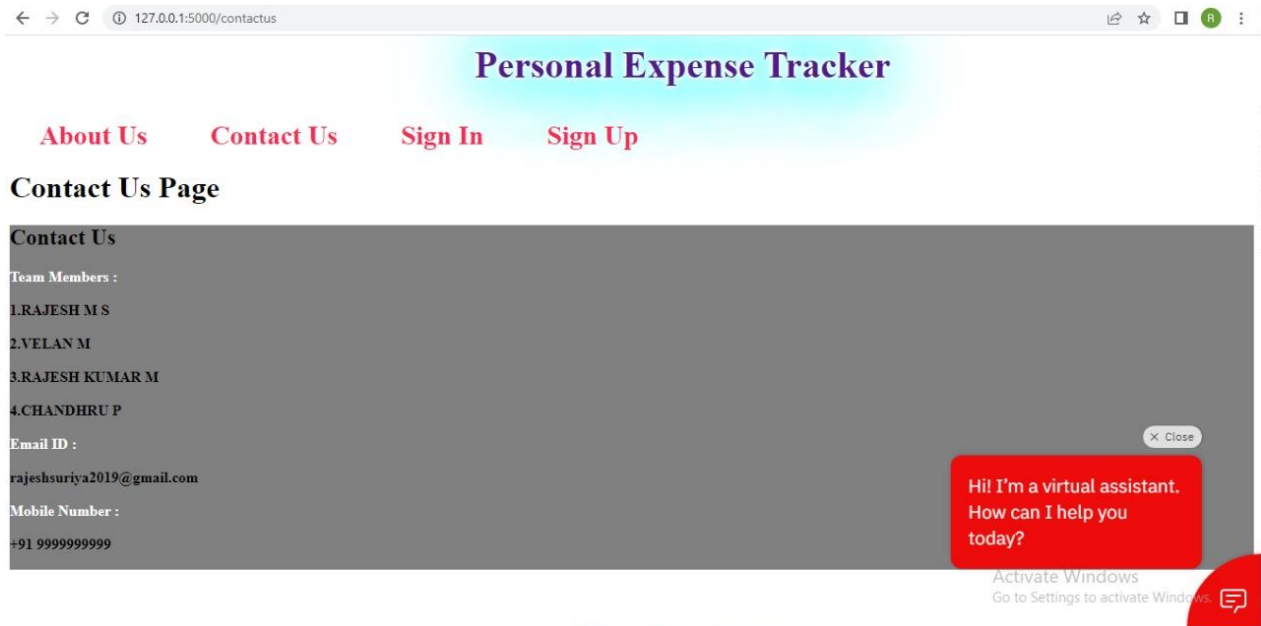 127.0.0.1:5000/contactus
R
Personal Expense Tracker
About Us Contact Us Sign In Sign Up
Contact Us Page
Contact Us
Team Members :
1.RAJESH M S
2.VELAN M
3.RAJESH KUMAR M
4.CHANDHRU P
Email ID :
rajeshsuriya2019@gmail.com
Mobile Number :
+91 9999999999
× Close
Hi! I'm a virtual assistant.
How can I help you
today?
Activate Windows
Go to Settings to activate Windows.